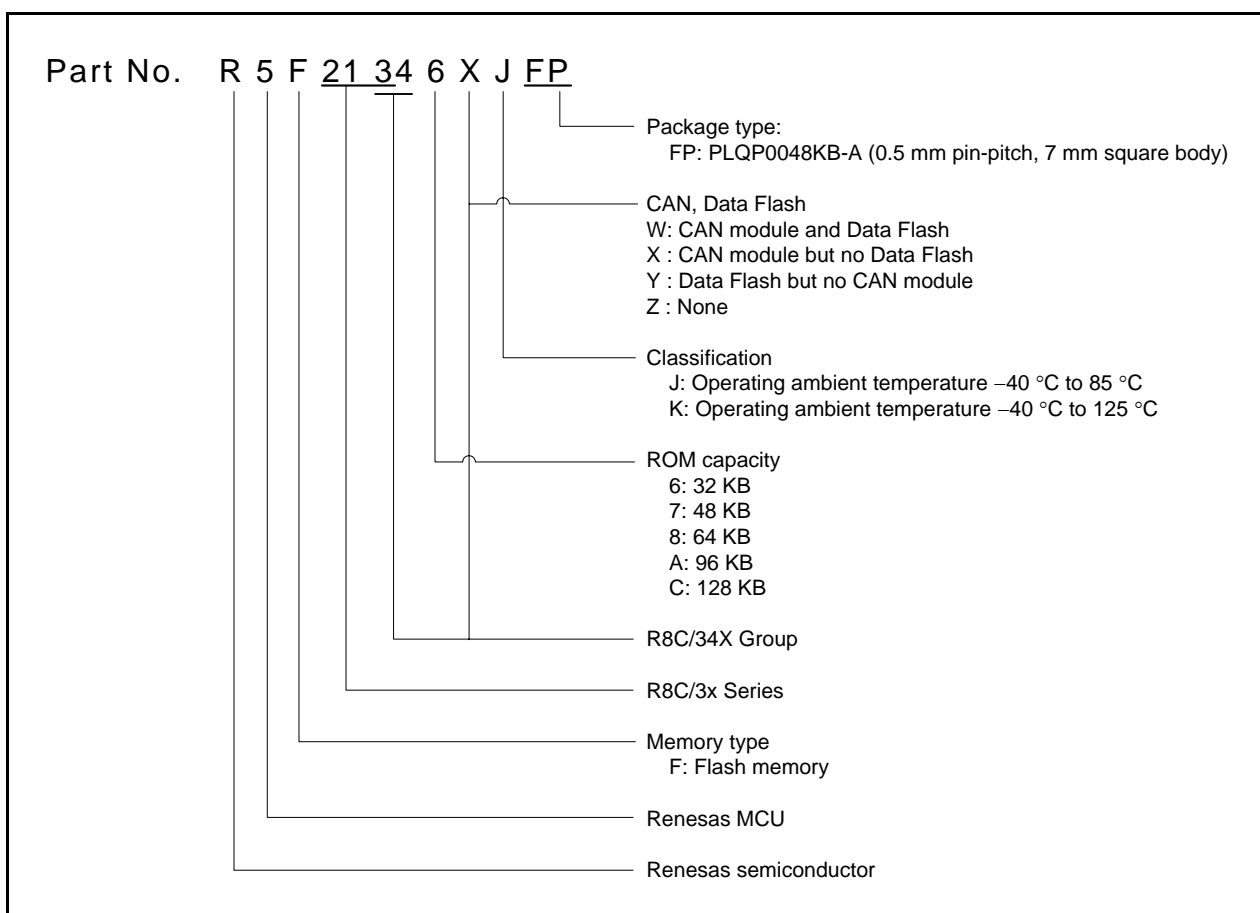 Part No. R 5 F 21 34 6 X J FP
Package type:
FP: PLQP0048KB-A (0.5 mm pin-pitch, 7 mm square body)
CAN, Data Flash
W: CAN module and Data Flash
X : CAN module but no Data Flash
Y : Data Flash but no CAN module
Z : None
Classification
J: Operating ambient temperature −40 °C to 85 °C
K: Operating ambient temperature −40 °C to 125 °C
ROM capacity
6: 32 KB
7: 48 KB
8: 64 KB
A: 96 KB
C: 128 KB
R8C/34X Group
R8C/3x Series
Memory type
F: Flash memory
Renesas MCU
Renesas semiconductor